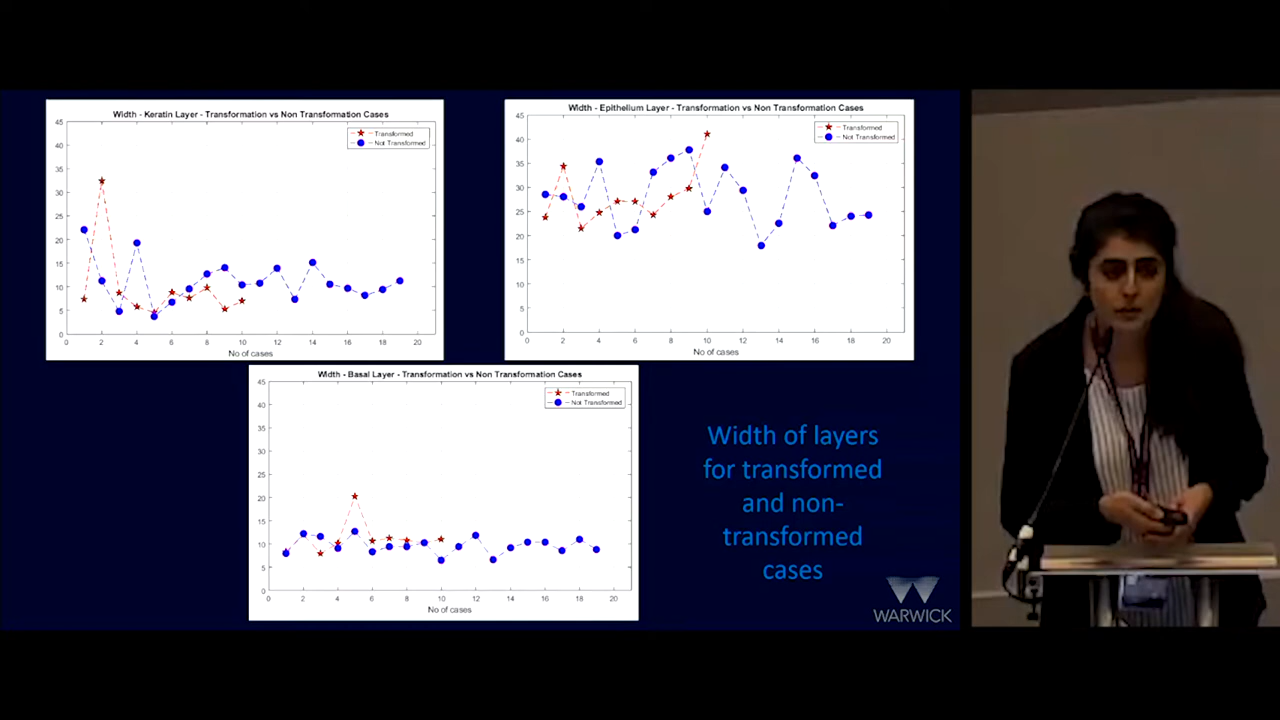 Width - Keratin Layer - Transformation vs Non Transformation Cases
45
40
35
30
25
20
15
10
5
0
0 2 4 6 8 10 12 14 16 18 20
No of cases
Transformed
Not Transformed
Width - Epithelium Layer - Transformation vs Non Transformation Cases
45
40
35
30
25
20
15
10
5
0
0 2 4 6 8 10 12 14 16 18 20
No of cases
Transformed
Not Transformed
Width - Basal Layer - Transformation vs Non Transformation Cases
45
40
35
30
25
20
15
10
5
0
0 2 4 6 8 10 12 14 16 18 20
No of cases
Transformed
Not Transformed
Width of layers
for transformed
and non-
transformed
cases
WARWICK